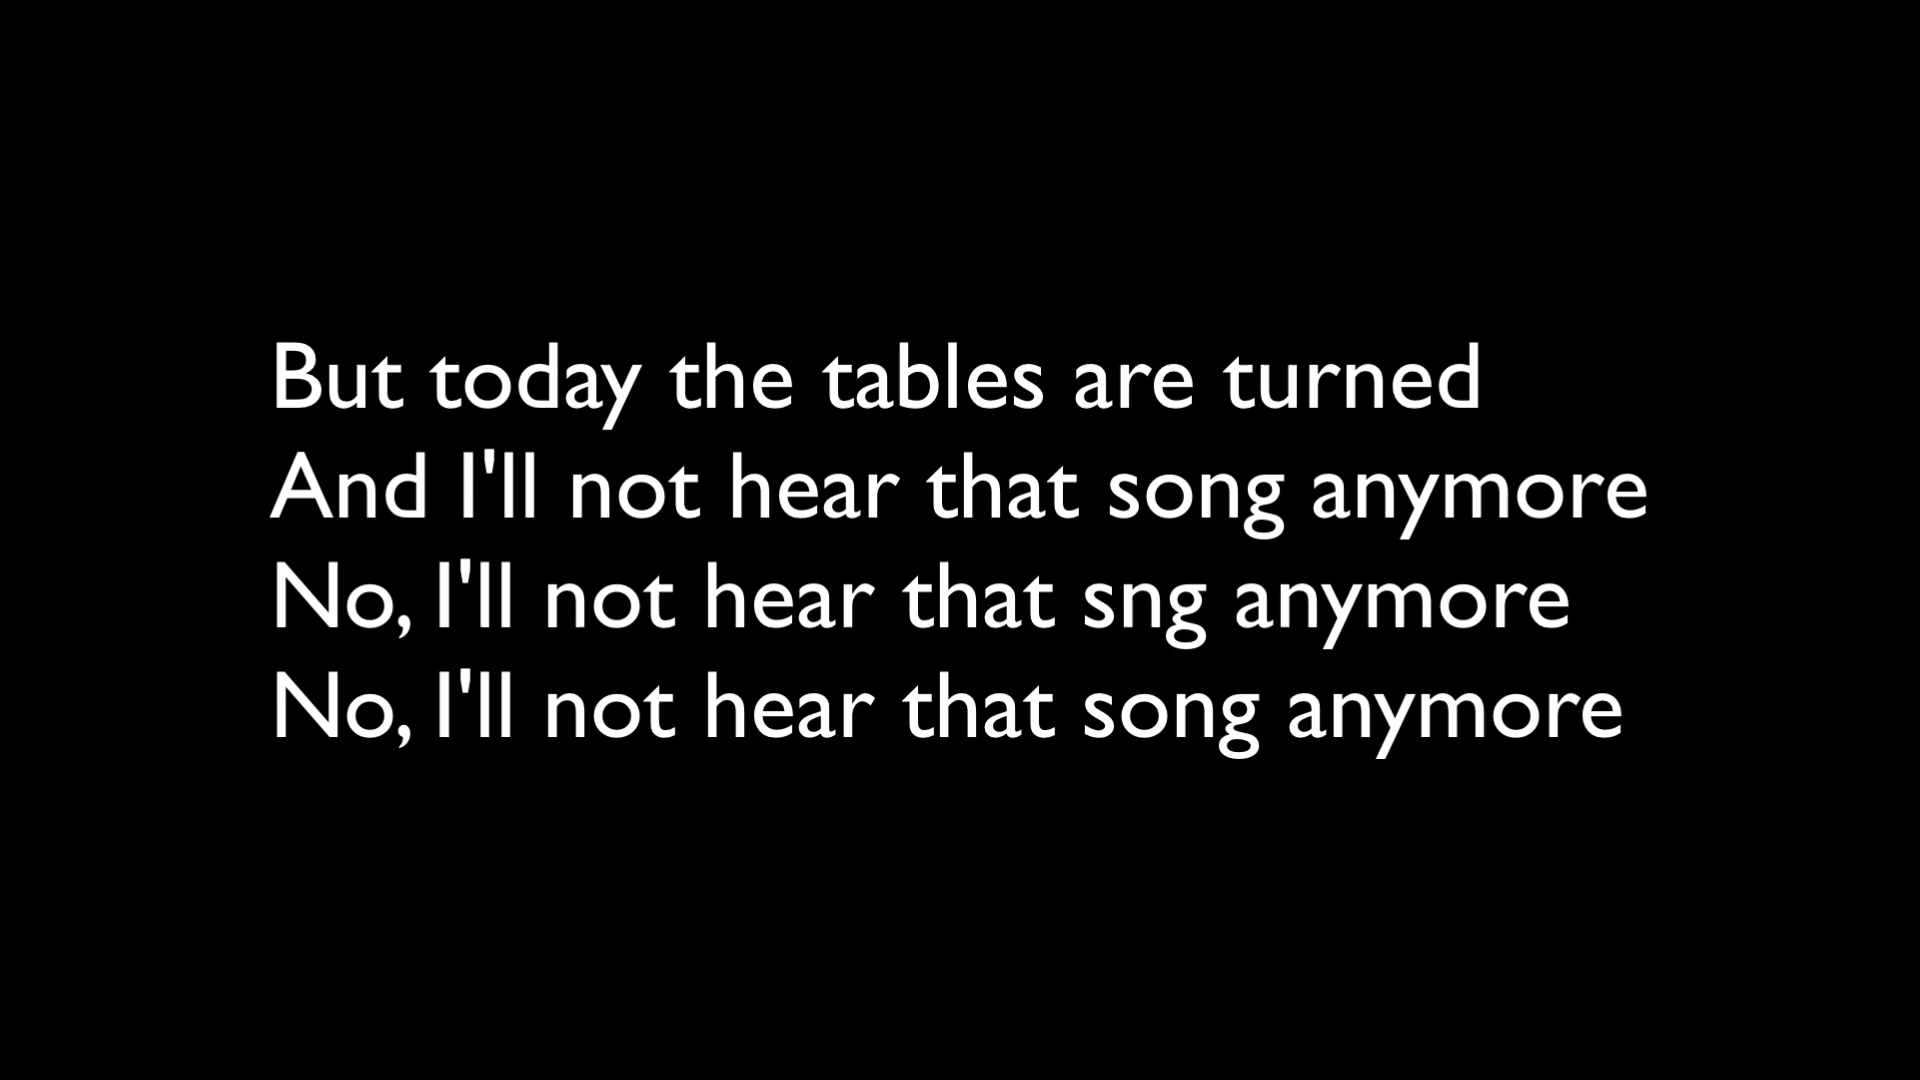 But today the tables are turned
And I'll not hear that song anymore
No, I'll not hear that sng anymore
No, I'll not hear that song anymore